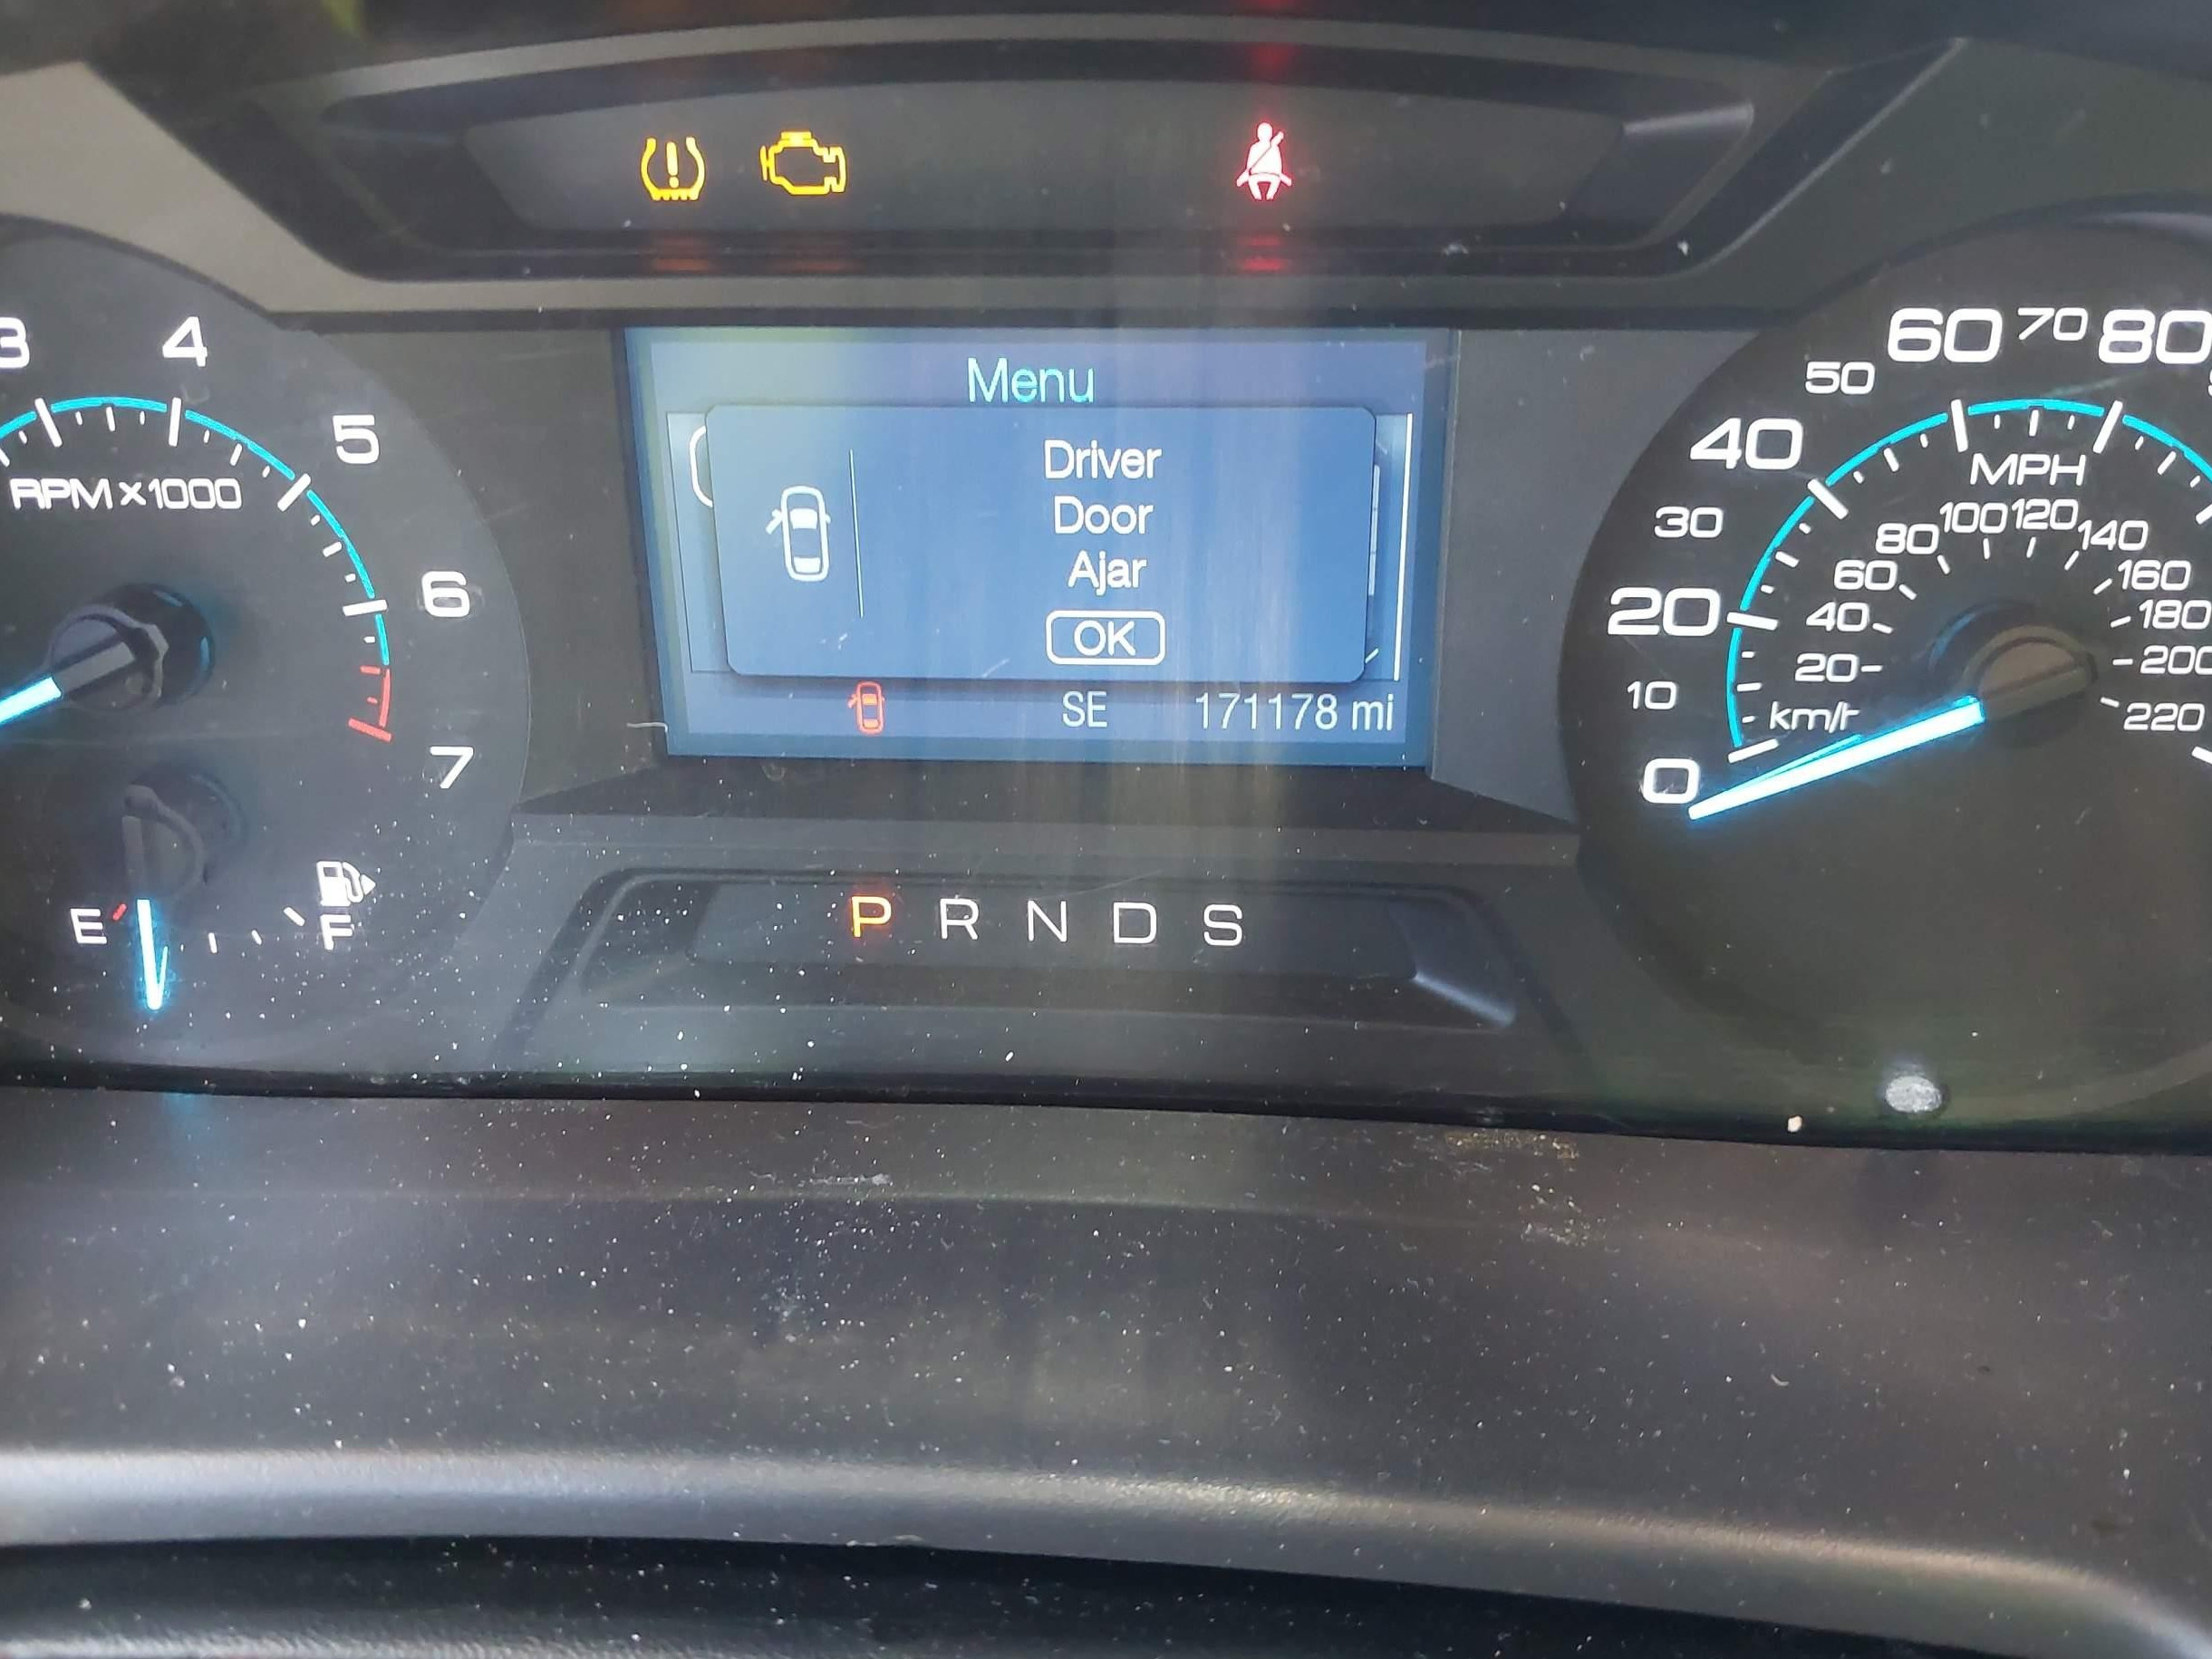 Menu
Driver
Door
Ajar
OK
SE 171178 mi
3 4 5 6 7
RPM x 1000
E F
P R N D S
0 10 20 30 40 50 60 70 80
MPH
20 40 60 80 100 120 140 160 180 200 220
km/h